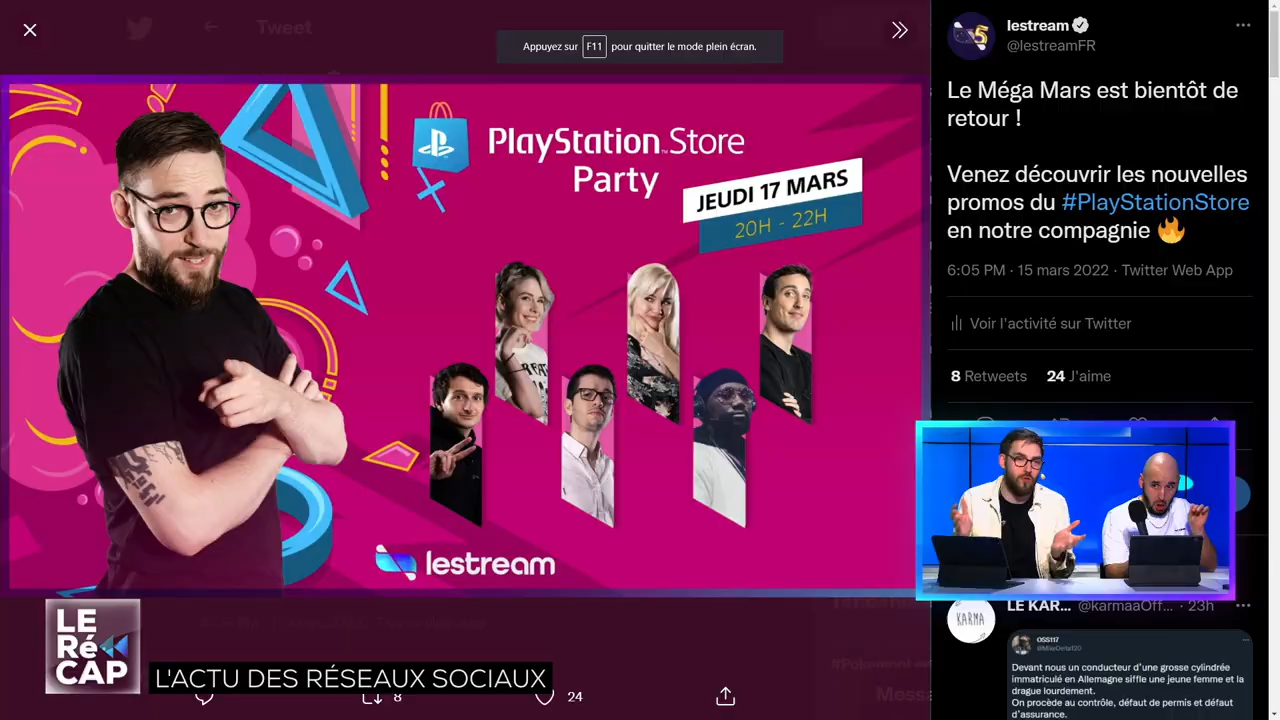 Tweet
Appuyez sur F11 pour quitter le mode plein écran.
PlayStation™Store
Party
JEUDI 17 MARS
20H - 22H
lestream
lestream
@lestreamFR
Le Méga Mars est bientôt de
retour !
Venez découvrir les nouvelles
promos du #PlayStationStore
en notre compagnie 🔥
6:05 PM · 15 mars 2022 · Twitter Web App
Voir l'activité sur Twitter
8 Retweets 24 J'aime
LE KAR... @karmaaOff... · 23h
KARMA
OSS117
Devant nous un conducteur d'une grosse cylindrée
immatriculé en Allemagne siffle une jeune femme et la
drague lourdement.
On procède au contrôle, défaut de permis et défaut
d'assurance.
LE
Ré
CAP
L'ACTU DES RÉSEAUX SOCIAUX
8
24